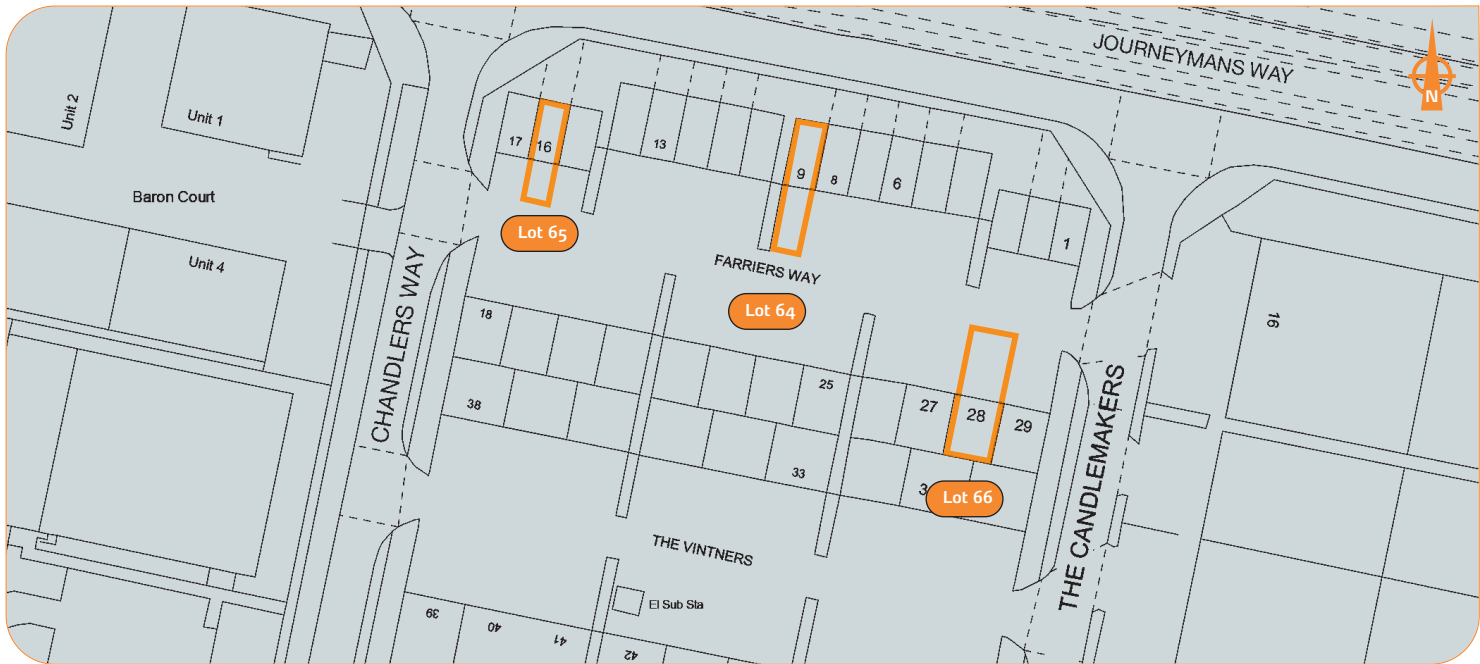 JOURNEYMANS WAY
N
Unit 2
Unit 1
17
16
13
9
8
6
1
Baron Court
Lot 65
Unit 4
CHANDLERS WAY
FARRIERS WAY
Lot 64
18
16
25
27
28
29
38
33
3
Lot 66
THE CANDLEMAKERS
THE VINTNERS
El Sub Sta
39
40
41
42